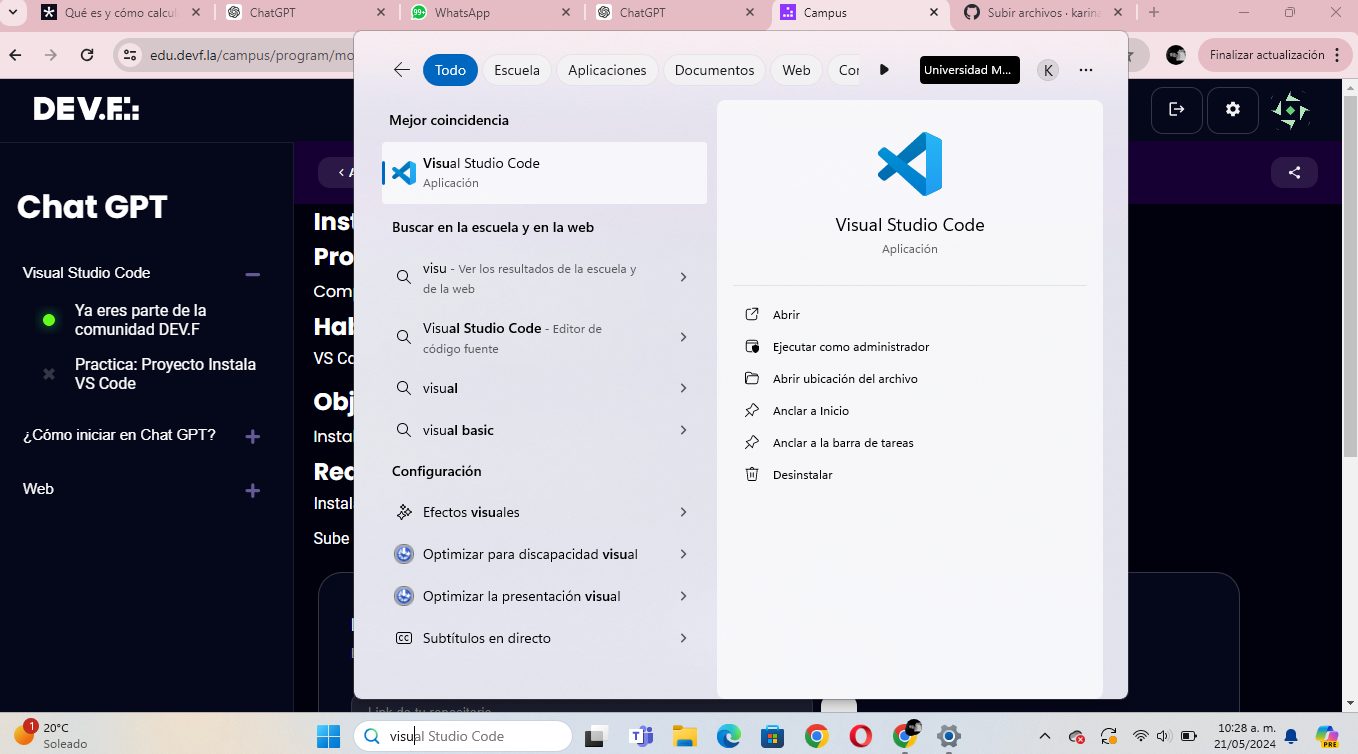 Qué es y cómo calcul
ChatGPT
99+
WhatsApp
ChatGPT
Campus
Subir archivos · karina
edu.devf.la/campus/program/mo
Finalizar actualización
Todo
Escuela
Aplicaciones
Documentos
Web
Cor
Universidad M...
K
DEV.F.:
Mejor coincidencia
Visual Studio Code
Aplicación
Visual Studio Code
Aplicación
Chat GPT
Visual Studio Code
Ya eres parte de la
comunidad DEV.F
Practica: Proyecto Instala
VS Code
¿Cómo iniciar en Chat GPT?
Web
Inst
Pro
Com
Hab
VS Co
Obj
Insta
Rec
Insta
Sube
Buscar en la escuela y en la web
visu - Ver los resultados de la escuela y
de la web
Visual Studio Code - Editor de
código fuente
visual
visual basic
Configuración
Efectos visuales
Optimizar para discapacidad visual
Optimizar la presentación visual
Subtítulos en directo
Abrir
Ejecutar como administrador
Abrir ubicación del archivo
Anclar a Inicio
Anclar a la barra de tareas
Desinstalar
Link de tu repositorio
1
20°C
Soleado
visual Studio Code
10:28 a. m.
21/05/2024
PRE